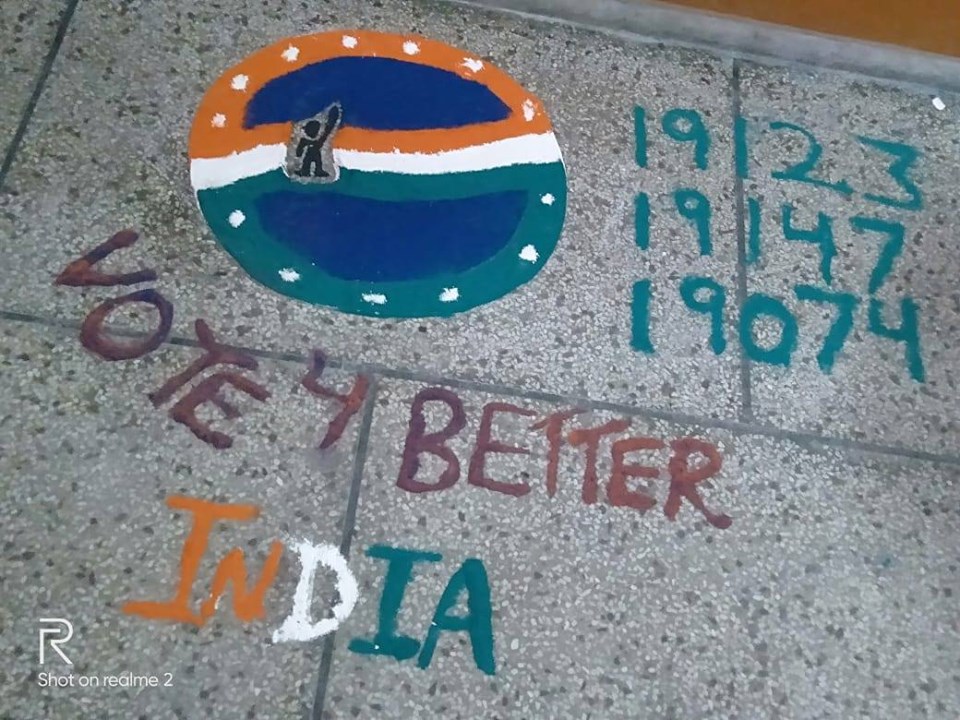 19123
19147
19074
VOTE 4 BETTER
INDIA
R
Shot on realme 2